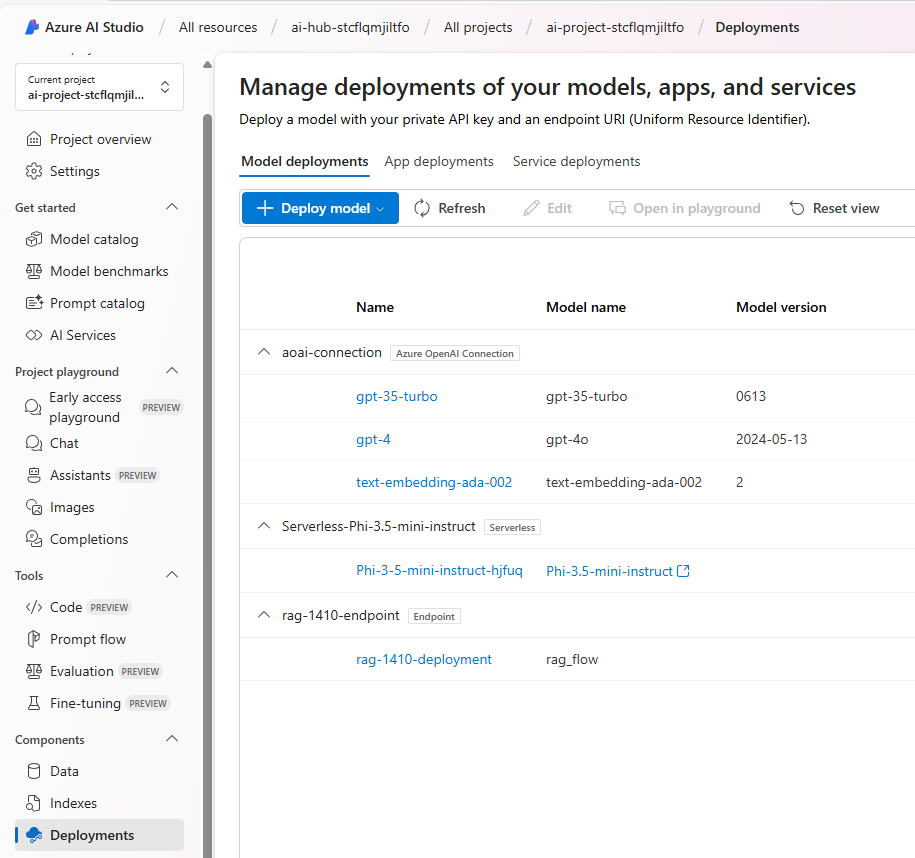 Azure AI Studio / All resources / ai-hub-stcflqmjiltfo / All projects / ai-project-stcflqmjiltfo / Deployments
Current project
ai-project-stcflqmjil...
Project overview
Settings
Get started
Model catalog
Model benchmarks
Prompt catalog
AI Services
Project playground
Early access
playground PREVIEW
Chat
Assistants PREVIEW
Images
Completions
Tools
Code PREVIEW
Prompt flow
Evaluation PREVIEW
Fine-tuning PREVIEW
Components
Data
Indexes
Deployments
Manage deployments of your models, apps, and services
Deploy a model with your private API key and an endpoint URI (Uniform Resource Identifier).
Model deployments App deployments Service deployments
Deploy model Refresh Edit Open in playground Reset view
Name Model name Model version
aoai-connection Azure OpenAI Connection
gpt-35-turbo gpt-35-turbo 0613
gpt-4 gpt-4o 2024-05-13
text-embedding-ada-002 text-embedding-ada-002 2
Serverless-Phi-3.5-mini-instruct Serverless
Phi-3-5-mini-instruct-hjfuq Phi-3.5-mini-instruct
rag-1410-endpoint Endpoint
rag-1410-deployment rag_flow